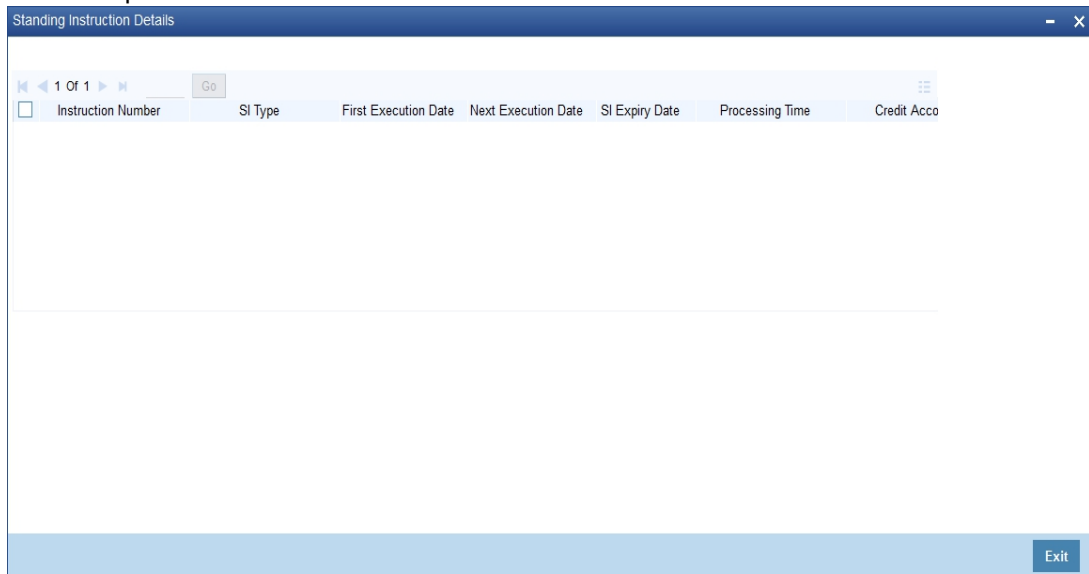 Standing Instruction Details
1 Of 1 Go
Instruction Number SI Type First Execution Date Next Execution Date SI Expiry Date Processing Time Credit Acco
Exit